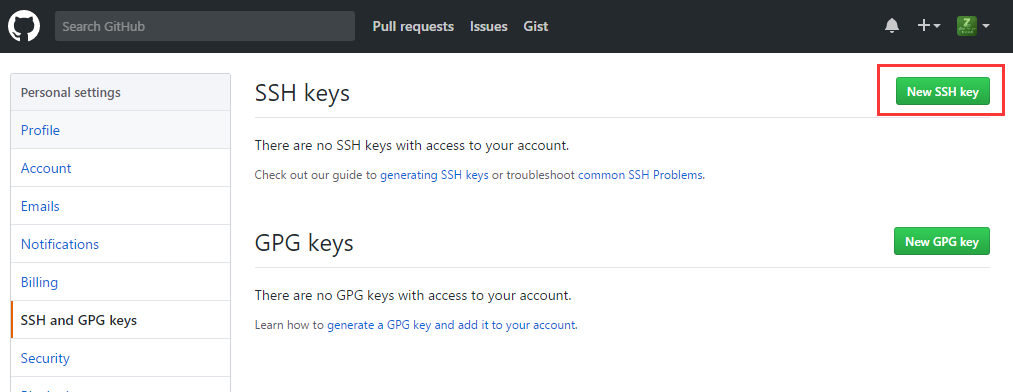 Search GitHub
Pull requests Issues Gist
Z
Personal settings
Profile
Account
Emails
Notifications
Billing
SSH and GPG keys
Security
SSH keys
New SSH key
There are no SSH keys with access to your account.
Check out our guide to generating SSH keys or troubleshoot common SSH Problems.
GPG keys
New GPG key
There are no GPG keys with access to your account.
Learn how to generate a GPG key and add it to your account.